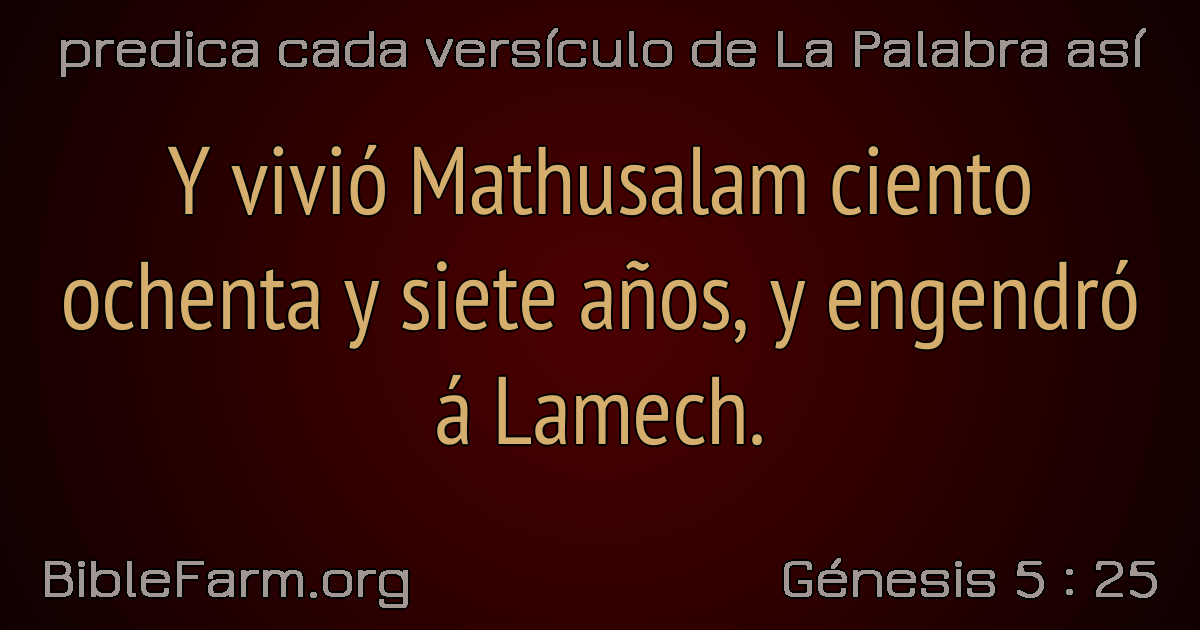 predica cada versículo de La Palabra así
Y vivió Mathusalam ciento
ochenta y siete años, y engendró
á Lamech.
BibleFarm.org
Génesis 5 : 25